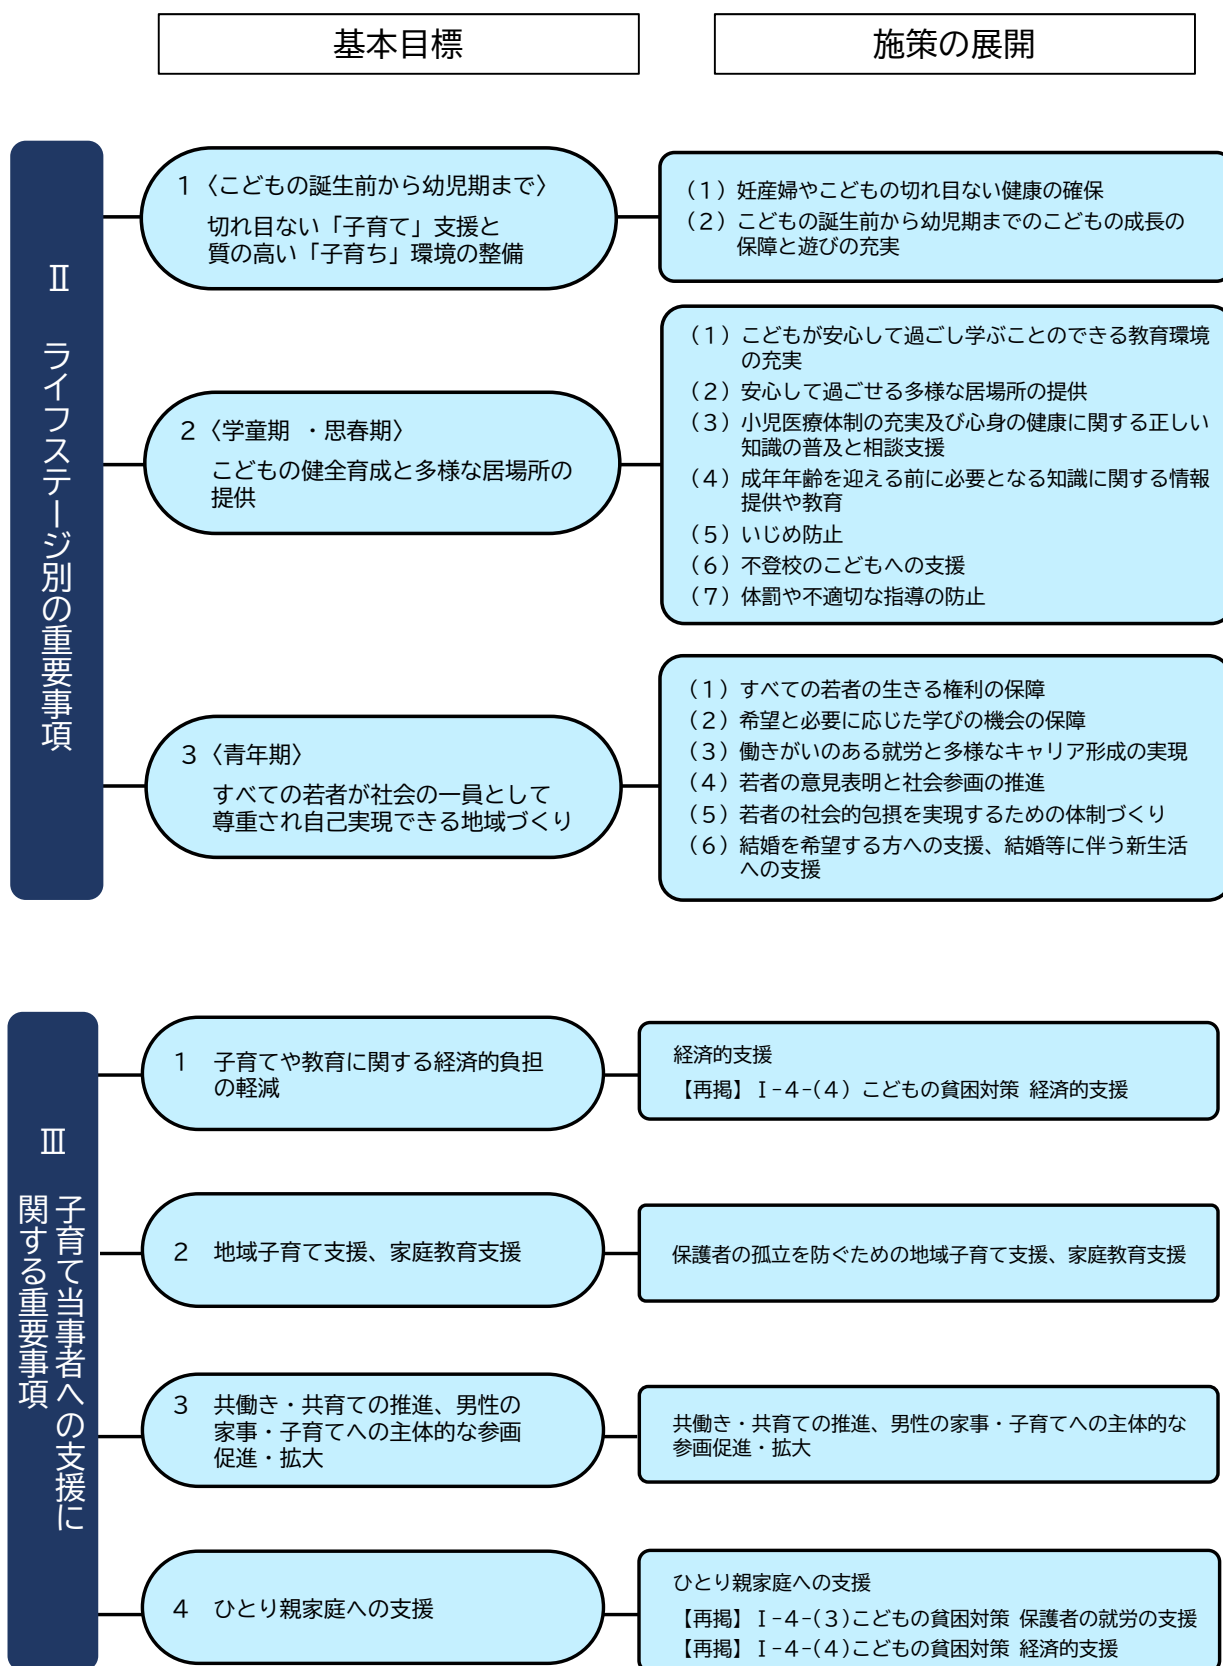 基本目標
施策の展開
Ⅱ ライフステージ別の重要事項
1〈こどもの誕生前から幼児期まで〉
切れ目ない「子育て」支援と
質の高い「子育ち」環境の整備
（1）妊産婦やこどもの切れ目ない健康の確保
（2）こどもの誕生前から幼児期までのこどもの成長の
保障と遊びの充実
2〈学童期 ・思春期〉
こどもの健全育成と多様な居場所の
提供
（1）こどもが安心して過ごし学ぶことのできる教育環境
の充実
（2）安心して過ごせる多様な居場所の提供
（3）小児医療体制の充実及び心身の健康に関する正しい
知識の普及と相談支援
（4）成年年齢を迎える前に必要となる知識に関する情報
提供や教育
（5）いじめ防止
（6）不登校のこどもへの支援
（7）体罰や不適切な指導の防止
3〈青年期〉
すべての若者が社会の一員として
尊重され自己実現できる地域づくり
（1）すべての若者の生きる権利の保障
（2）希望と必要に応じた学びの機会の保障
（3）働きがいのある就労と多様なキャリア形成の実現
（4）若者の意見表明と社会参画の推進
（5）若者の社会的包摂を実現するための体制づくり
（6）結婚を希望する方への支援、結婚等に伴う新生活
への支援
Ⅲ 子育て当事者への支援に
関する重要事項
1 子育てや教育に関する経済的負担
の軽減
経済的支援
【再掲】Ⅰ-4-(4) こどもの貧困対策 経済的支援
2 地域子育て支援、家庭教育支援
保護者の孤立を防ぐための地域子育て支援、家庭教育支援
3 共働き・共育ての推進、男性の
家事・子育てへの主体的な参画
促進・拡大
共働き・共育ての推進、男性の家事・子育てへの主体的な
参画促進・拡大
4 ひとり親家庭への支援
ひとり親家庭への支援
【再掲】Ⅰ-4-(3)こどもの貧困対策 保護者の就労の支援
【再掲】Ⅰ-4-(4)こどもの貧困対策 経済的支援